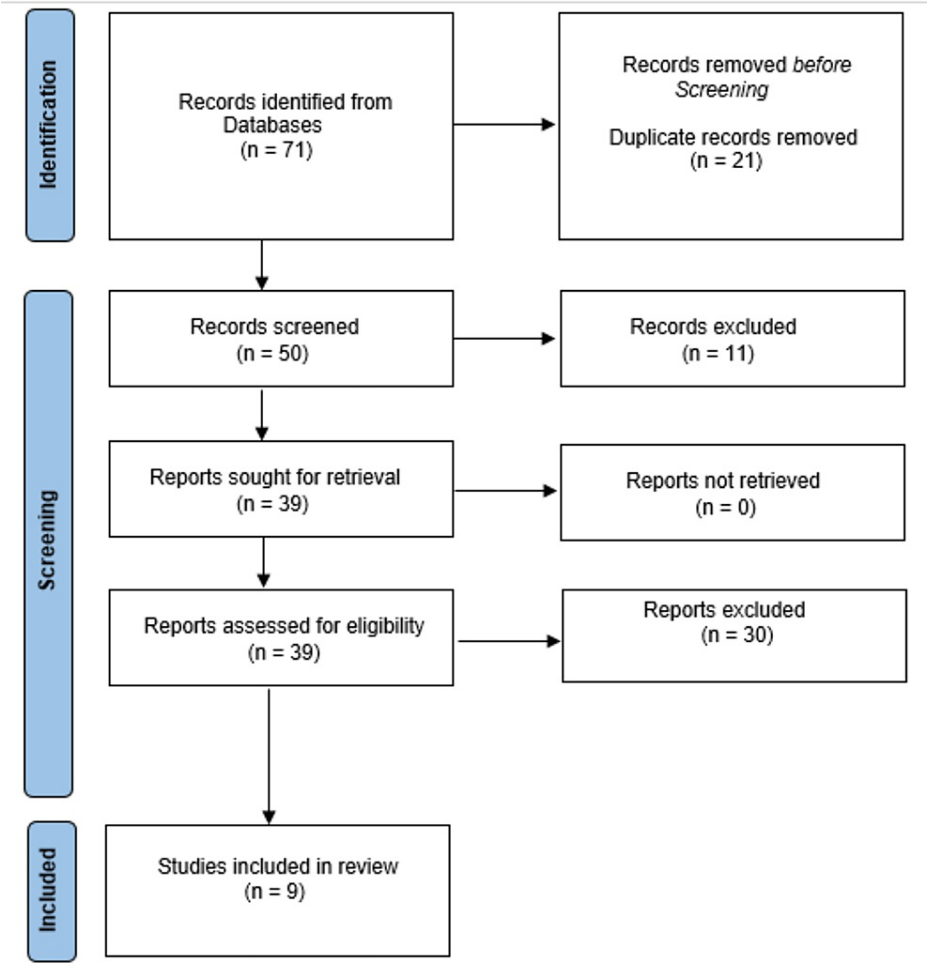 Identification
Records identified from
Databases
(n = 71)
Records removed before
Screening
Duplicate records removed
(n = 21)
Screening
Records screened
(n = 50)
Records excluded
(n = 11)
Reports sought for retrieval
(n = 39)
Reports not retrieved
(n = 0)
Reports assessed for eligibility
(n = 39)
Reports excluded
(n = 30)
Included
Studies included in review
(n = 9)